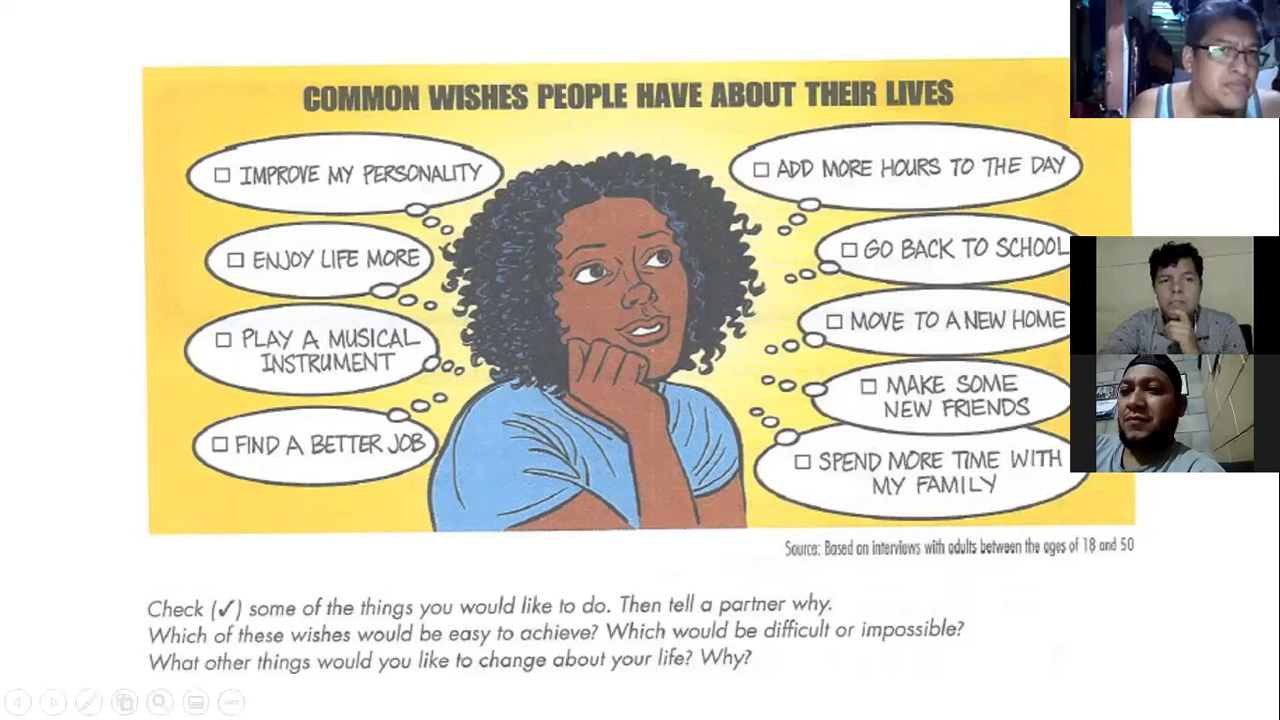 COMMON WISHES PEOPLE HAVE ABOUT THEIR LIVES
IMPROVE MY PERSONALITY
ENJOY LIFE MORE
PLAY A MUSICAL
INSTRUMENT
FIND A BETTER JOB
ADD MORE HOURS TO THE DAY
GO BACK TO SCHOOL
MOVE TO A NEW HOME
MAKE SOME
NEW FRIENDS
SPEND MORE TIME WITH
MY FAMILY
Source: Based on interviews with adults between the ages of 18 and 50
Check (✓) some of the things you would like to do. Then tell a partner why.
Which of these wishes would be easy to achieve? Which would be difficult or impossible?
What other things would you like to change about your life? Why?